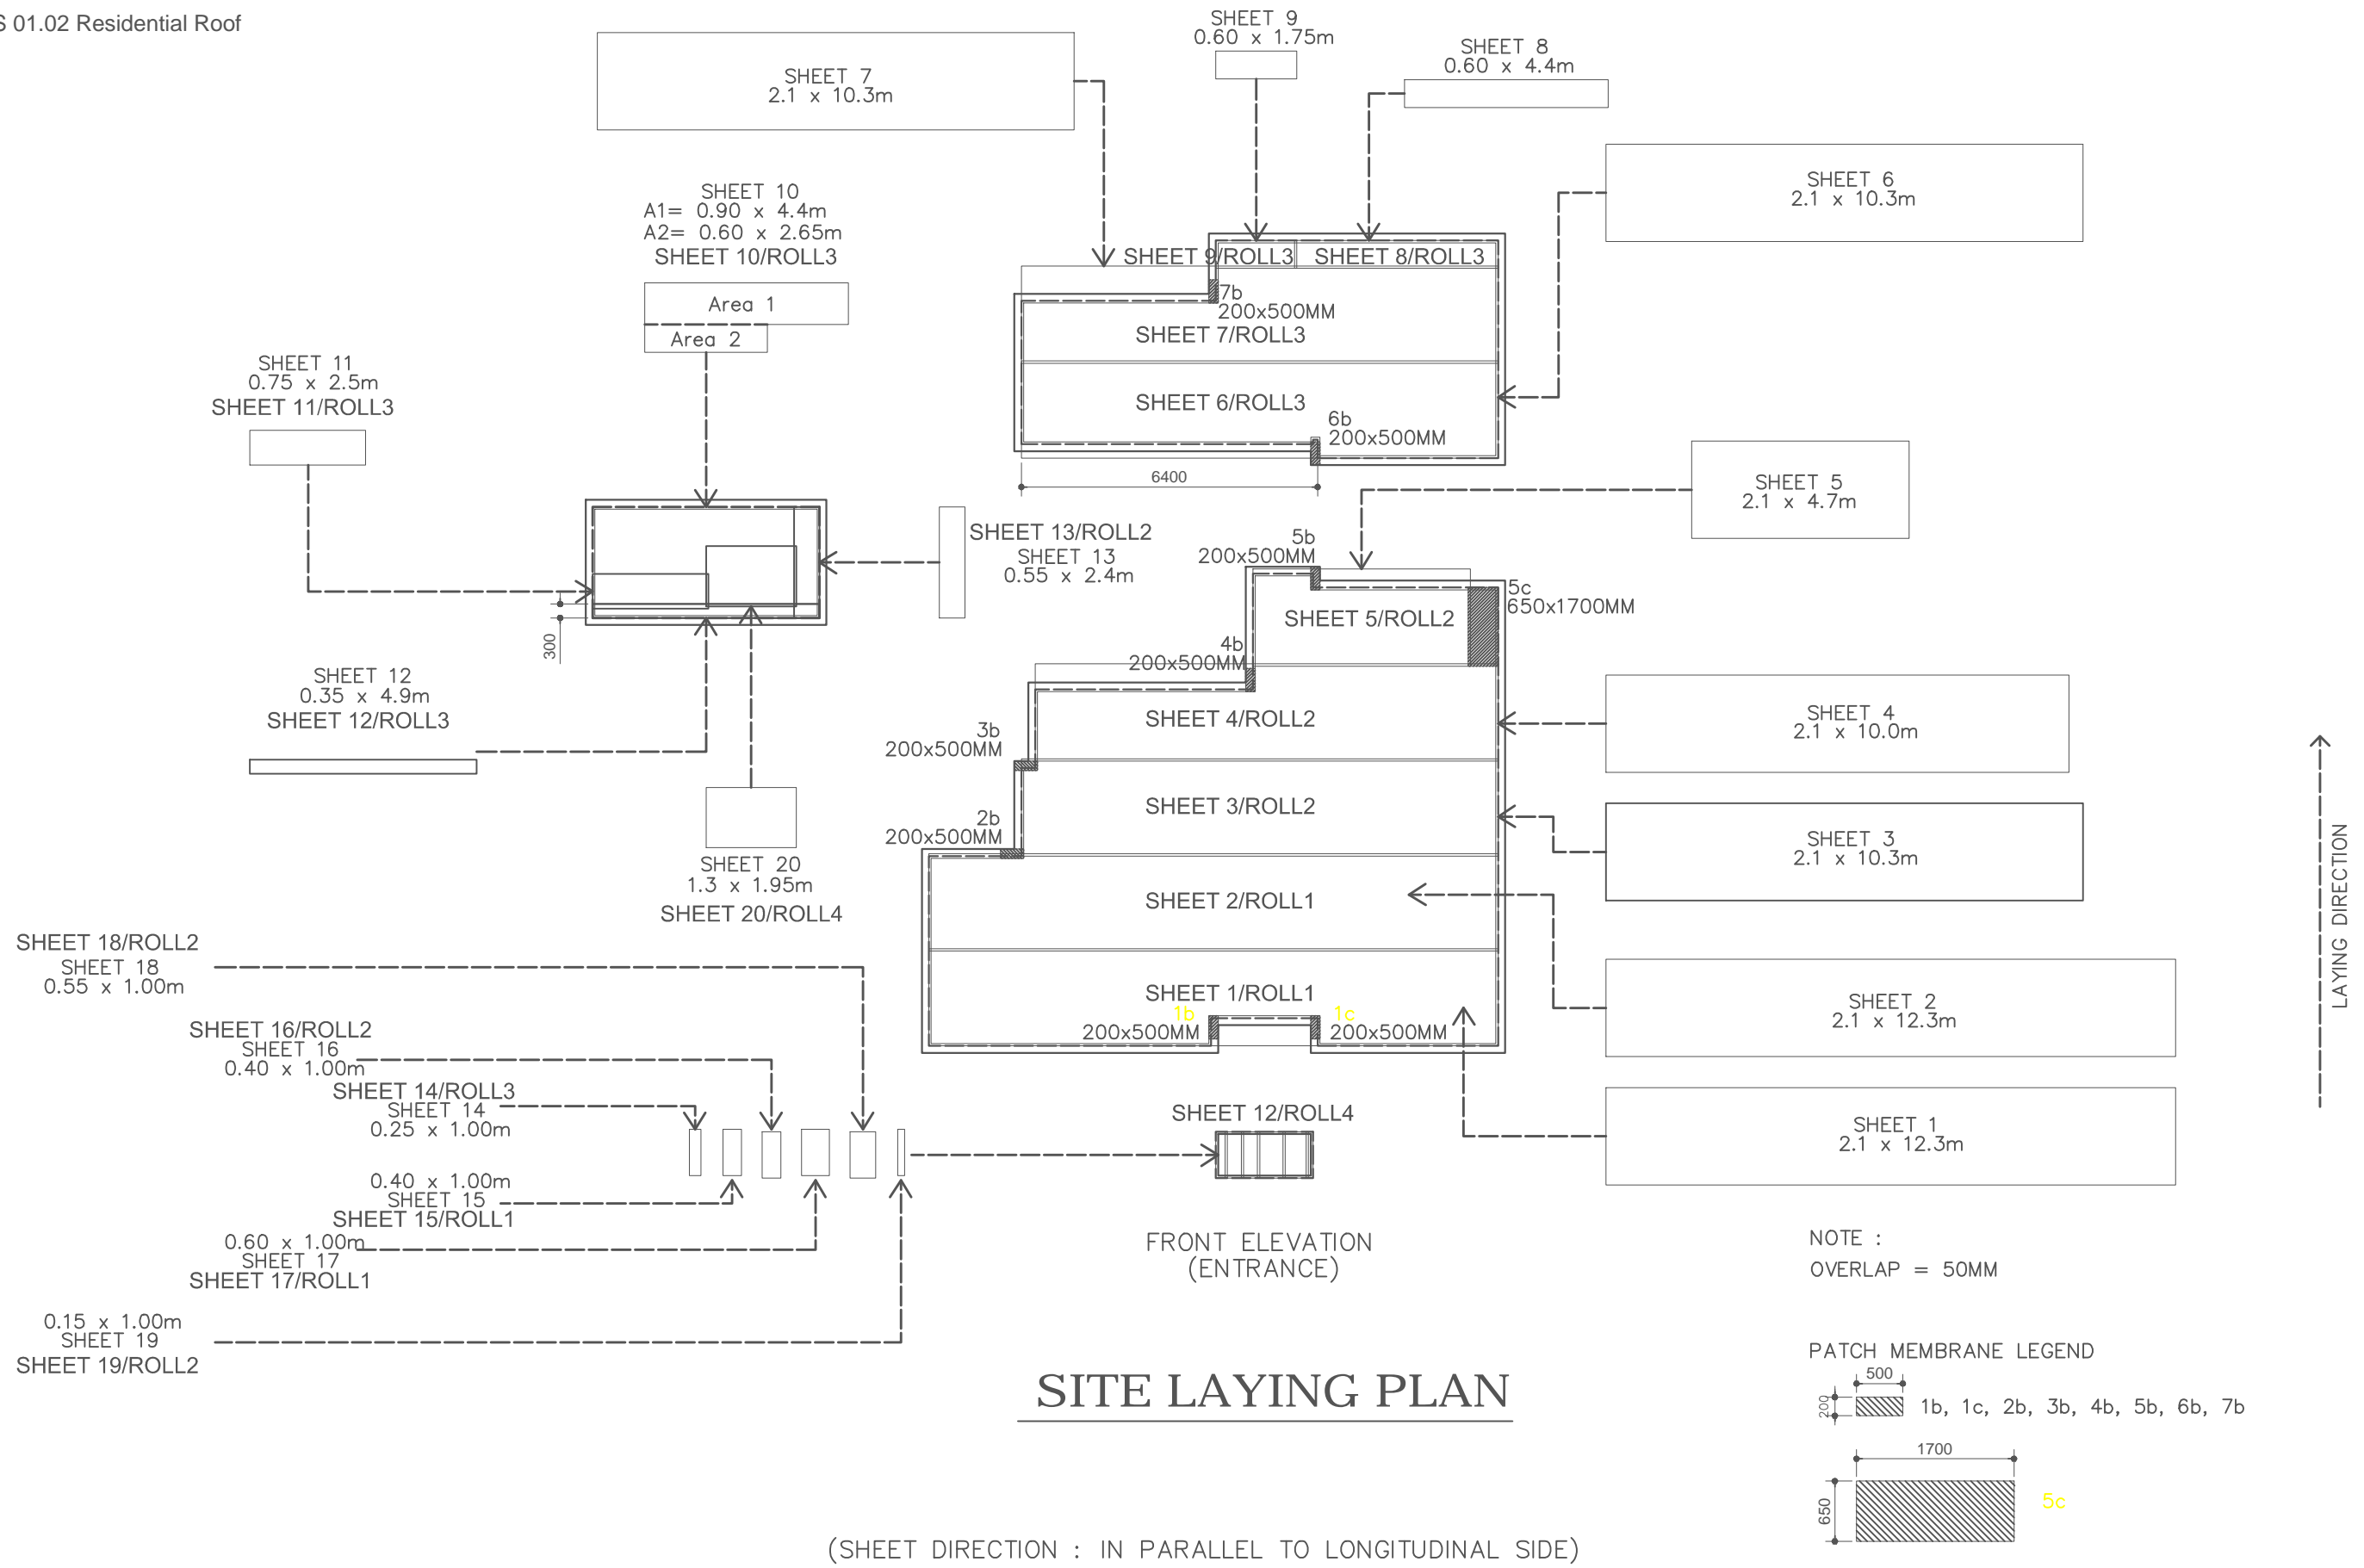 S 01.02 Residential Roof
SHEET 9
0.60 x 1.75m
SHEET 8
0.60 x 4.4m
SHEET 7
2.1 x 10.3m
SHEET 6
2.1 x 10.3m
SHEET 10
A1= 0.90 x 4.4m
A2= 0.60 x 2.65m
SHEET 10/ROLL3
Area 1
Area 2
SHEET 9/ROLL3
SHEET 8/ROLL3
7b
200x500MM
SHEET 7/ROLL3
SHEET 6/ROLL3
6b
200x500MM
6400
SHEET 11
0.75 x 2.5m
SHEET 11/ROLL3
SHEET 5
2.1 x 4.7m
SHEET 13/ROLL2
SHEET 13
0.55 x 2.4m
5b
200x500MM
5c
650x1700MM
SHEET 5/ROLL2
300
4b
200x500MM
SHEET 12
0.35 x 4.9m
SHEET 12/ROLL3
SHEET 4/ROLL2
SHEET 4
2.1 x 10.0m
3b
200x500MM
SHEET 3/ROLL2
SHEET 3
2.1 x 10.3m
2b
200x500MM
SHEET 20
1.3 x 1.95m
SHEET 20/ROLL4
SHEET 2/ROLL1
LAYING DIRECTION
SHEET 18/ROLL2
SHEET 18
0.55 x 1.00m
SHEET 1/ROLL1
1b
200x500MM
1c
200x500MM
SHEET 2
2.1 x 12.3m
SHEET 16/ROLL2
SHEET 16
0.40 x 1.00m
SHEET 14/ROLL3
SHEET 14
0.25 x 1.00m
SHEET 12/ROLL4
SHEET 1
2.1 x 12.3m
0.40 x 1.00m
SHEET 15
SHEET 15/ROLL1
0.60 x 1.00m
SHEET 17
SHEET 17/ROLL1
FRONT ELEVATION
(ENTRANCE)
NOTE :
OVERLAP = 50MM
0.15 x 1.00m
SHEET 19
SHEET 19/ROLL2
SITE LAYING PLAN
PATCH MEMBRANE LEGEND
500
200
1b, 1c, 2b, 3b, 4b, 5b, 6b, 7b
1700
650
5c
(SHEET DIRECTION : IN PARALLEL TO LONGITUDINAL SIDE)